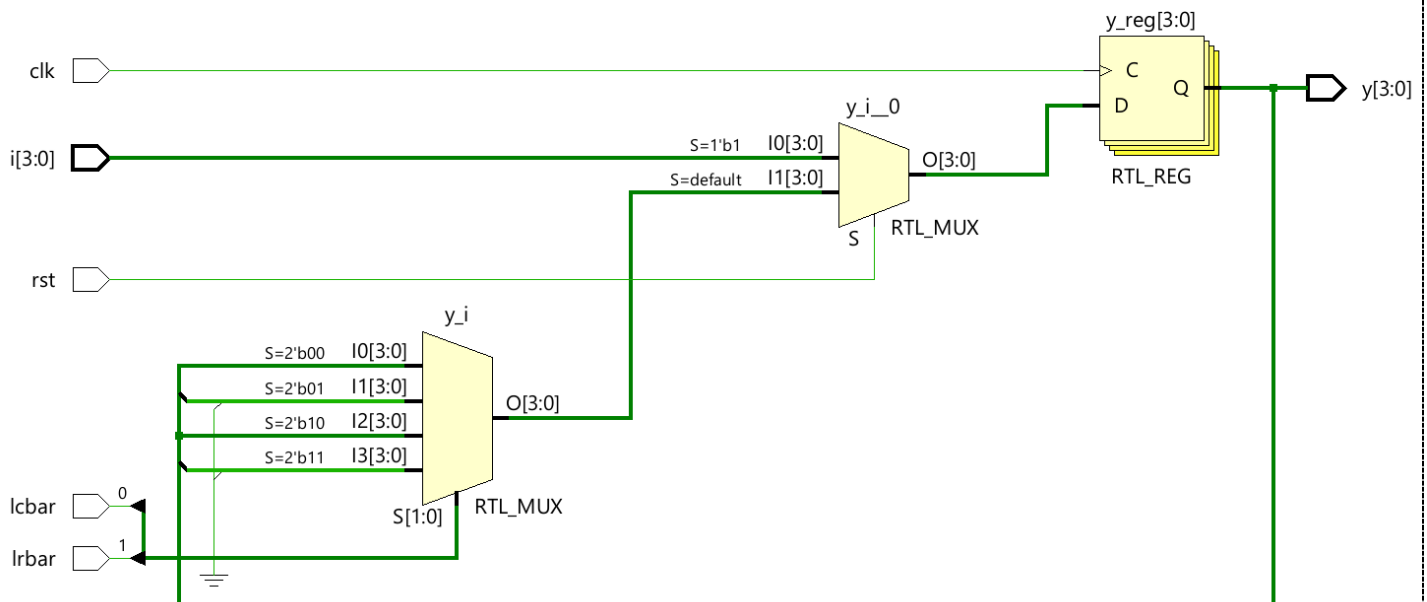 y_reg[3:0]
clk
C
Q
y[3:0]
D
y_i__0
i[3:0]
S=1'b1
I0[3:0]
O[3:0]
S=default
I1[3:0]
RTL_REG
S
RTL_MUX
rst
y_i
S=2'b00
I0[3:0]
S=2'b01
I1[3:0]
O[3:0]
S=2'b10
I2[3:0]
S=2'b11
I3[3:0]
lcbar
0
S[1:0]
RTL_MUX
lrbar
1